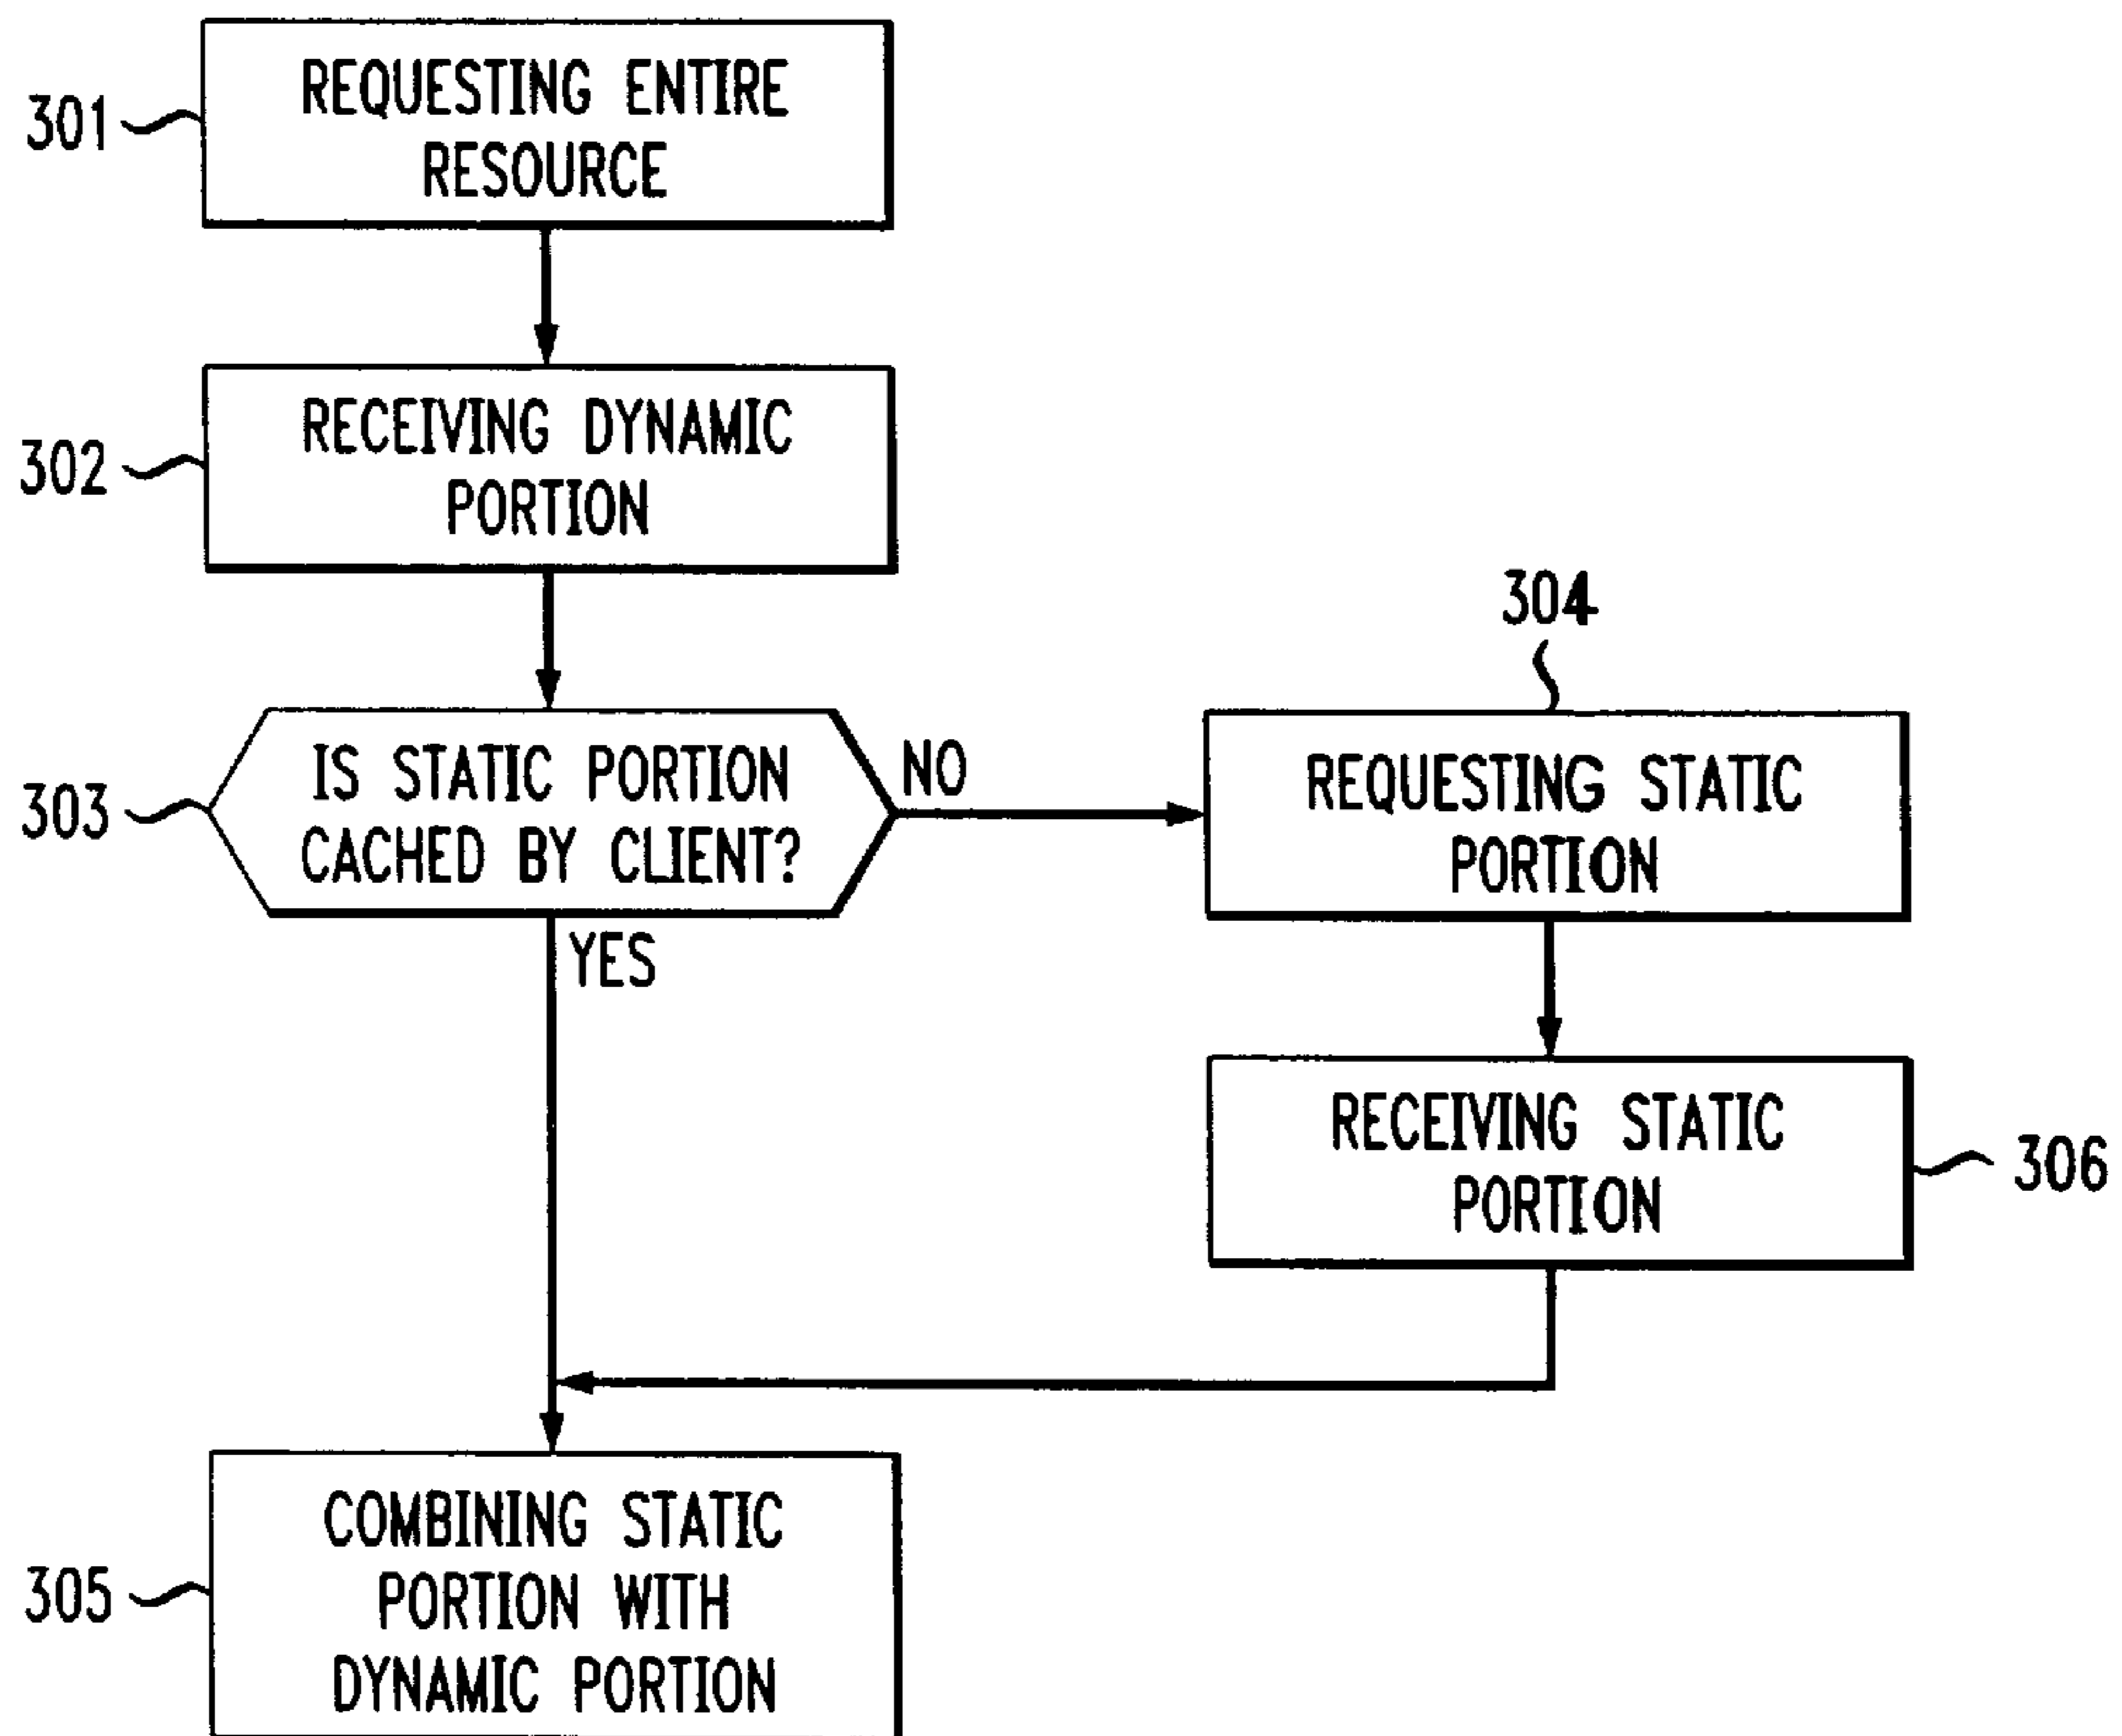 301
REQUESTING ENTIRE
RESOURCE
302
RECEIVING DYNAMIC
PORTION
303
IS STATIC PORTION
CACHED BY CLIENT?
NO
YES
304
REQUESTING STATIC
PORTION
RECEIVING STATIC
PORTION
306
305
COMBINING STATIC
PORTION WITH
DYNAMIC PORTION